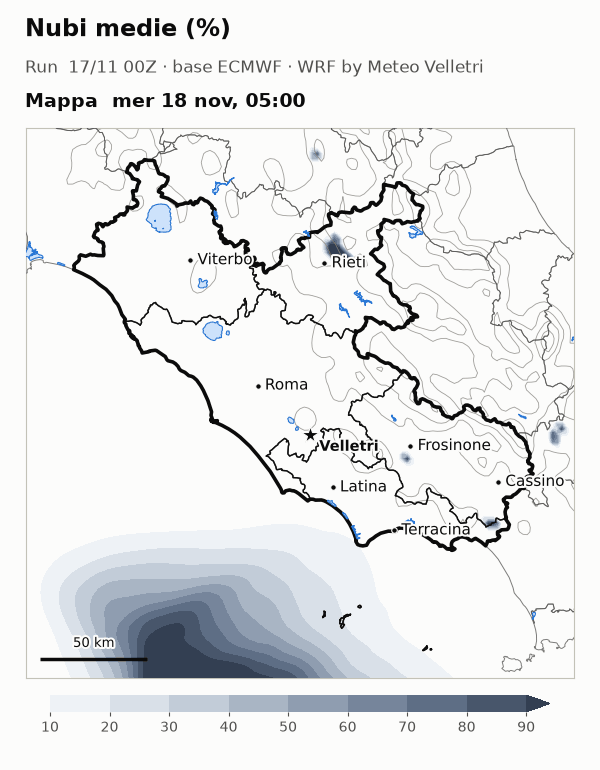 Nubi medie (%)
Run  17/11 00Z · base ECMWF · WRF by Meteo Velletri
Mappa  mer 18 nov, 05:00
Viterbo
Rieti
Roma
Velletri
Frosinone
Cassino
Latina
Terracina
50 km
10 20 30 40 50 60 70 80 90